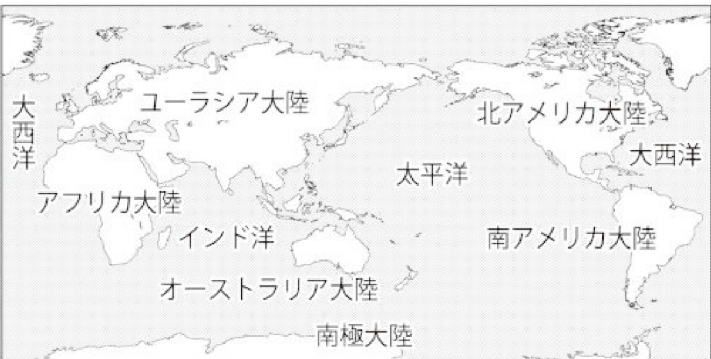 大西洋
ユーラシア大陸
北アメリカ大陸
大西洋
太平洋
アフリカ大陸
インド洋
南アメリカ大陸
オーストラリア大陸
南極大陸